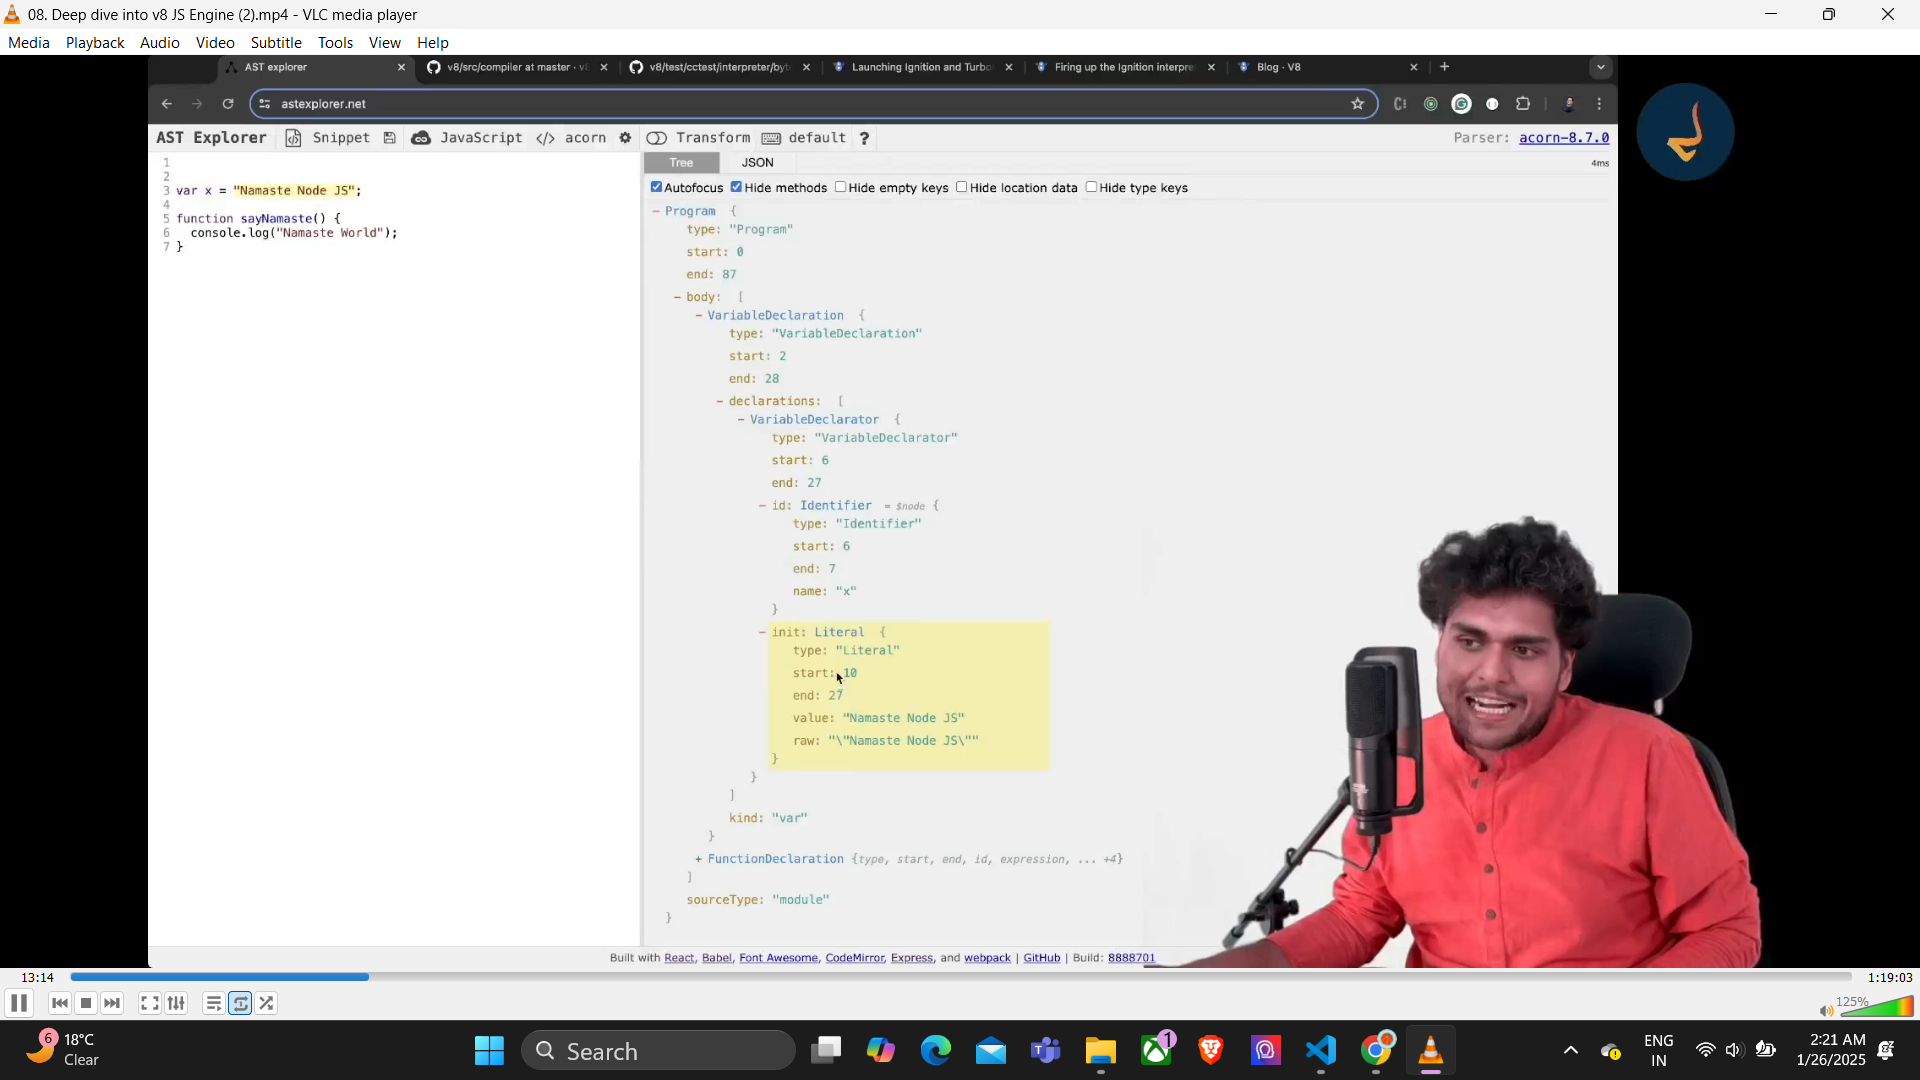 08. Deep dive into v8 JS Engine (2).mp4 - VLC media player
Media Playback Audio Video Subtitle Tools View Help
AST explorer
v8/src/compiler at master · v8
v8/test/cctest/interpreter/byt
Launching Ignition and Turbo
Firing up the Ignition interpre
Blog · V8
astexplorer.net
AST Explorer Snippet JavaScript </> acorn Transform default ? Parser: acorn-8.7.0
Tree JSON 4ms
Autofocus Hide methods Hide empty keys Hide location data Hide type keys
1
2
3 var x = "Namaste Node JS";
4
5 function sayNamaste() {
6 console.log("Namaste World");
7 }
− Program {
type: "Program"
start: 0
end: 87
− body: [
− VariableDeclaration {
type: "VariableDeclaration"
start: 2
end: 28
− declarations: [
− VariableDeclarator {
type: "VariableDeclarator"
start: 6
end: 27
− id: Identifier = $node {
type: "Identifier"
start: 6
end: 7
name: "x"
}
− init: Literal {
type: "Literal"
start: 10
end: 27
value: "Namaste Node JS"
raw: "\"Namaste Node JS\""
}
}
]
kind: "var"
}
+ FunctionDeclaration {type, start, end, id, expression, ... +4}
]
sourceType: "module"
}
Built with React, Babel, Font Awesome, CodeMirror, Express, and webpack | GitHub | Build: 8888701
13:14 1:19:03
125%
6 18°C
Clear
Search
1
ENG
IN
2:21 AM
1/26/2025